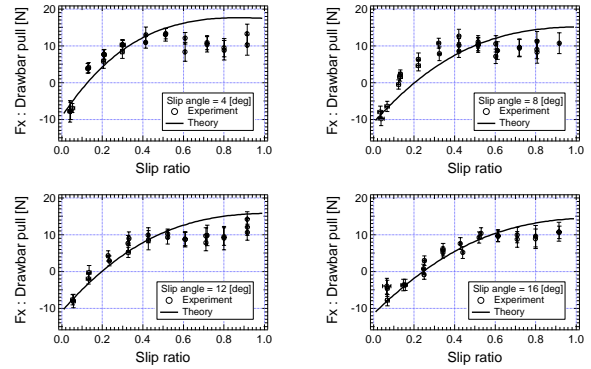 Fx : Drawbar pull [N]
20
10
0
-10
Slip angle = 4 [deg]
Experiment
Theory
0.0 0.2 0.4 0.6 0.8 1.0
Slip ratio
Fx : Drawbar pull [N]
20
10
0
-10
Slip angle = 8 [deg]
Experiment
Theory
0.0 0.2 0.4 0.6 0.8 1.0
Slip ratio
Fx : Drawbar pull [N]
20
10
0
-10
Slip angle = 12 [deg]
Experiment
Theory
0.0 0.2 0.4 0.6 0.8 1.0
Slip ratio
Fx : Drawbar pull [N]
20
10
0
-10
Slip angle = 16 [deg]
Experiment
Theory
0.0 0.2 0.4 0.6 0.8 1.0
Slip ratio